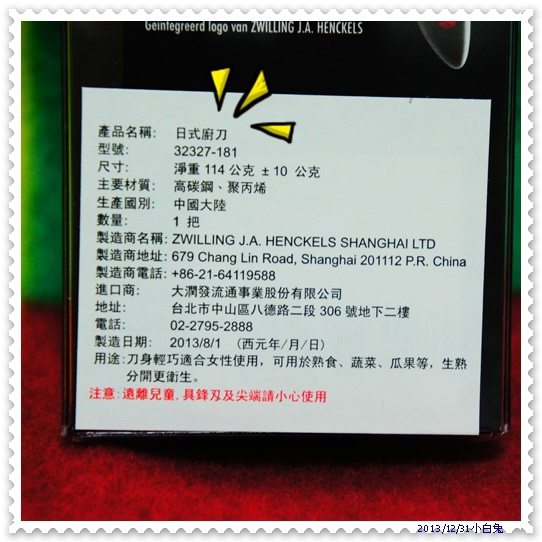 Geïntegreerd logo van ZWILLING J.A. HENCKELS
產品名稱: 日式廚刀
型號: 32327-181
尺寸: 淨重 114 公克 ± 10 公克
主要材質: 高碳鋼、聚丙烯
生產國別: 中國大陸
數量: 1 把
製造商名稱: ZWILLING J.A. HENCKELS SHANGHAI LTD
製造商地址: 679 Chang Lin Road, Shanghai 201112 P.R. China
製造商電話: +86-21-64119588
進口商: 大潤發流通事業股份有限公司
地址: 台北市中山區八德路二段 306 號地下二樓
電話: 02-2795-2888
製造日期: 2013/8/1 (西元年/月/日)
用途:刀身輕巧適合女性使用，可用於熟食、蔬菜、瓜果等，生熟
分開更衛生。
注意:遠離兒童,具鋒刃及尖端請小心使用
2013/12/31小白兔